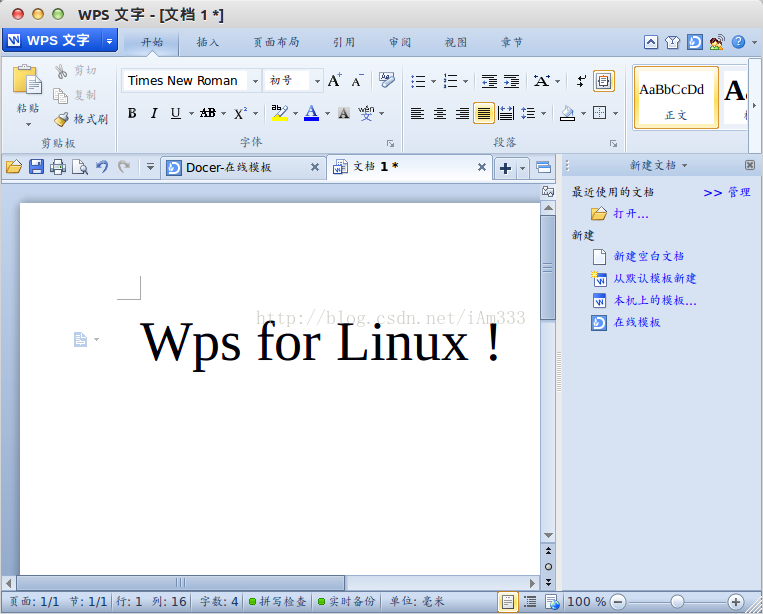 WPS 文字 - [文档 1 *]
WPS 文字 开始 插入 页面布局 引用 审阅 视图 章节
粘贴 剪切 复制 格式刷
Times New Roman 初号 A+ A-
B I U AB X² ab A A wén 文
AaBbCcDd 正文 A
剪贴板 字体 段落
Docer-在线模板 文档 1 *
新建文档
最近使用的文档 >> 管理
打开...
新建
新建空白文档
从默认模板新建
本机上的模板...
在线模板
http://blog.csdn.net/iAm333
Wps for Linux !
页面: 1/1 节: 1/1 行: 1 列: 16 字数: 4 拼写检查 实时备份 单位: 毫米 100 %